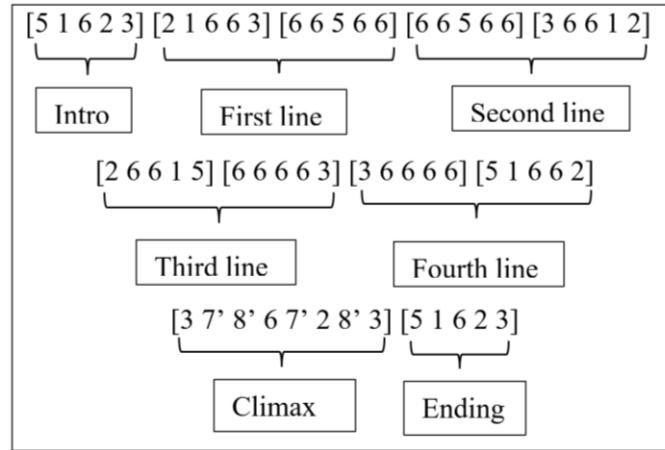 [5 1 6 2 3] [2 1 6 6 3] [6 6 5 6 6] [6 6 5 6 6] [3 6 6 1 2]
Intro First line Second line
[2 6 6 1 5] [6 6 6 6 3] [3 6 6 6 6] [5 1 6 6 2]
Third line Fourth line
[3 7’ 8’ 6 7’ 2 8’ 3] [5 1 6 2 3]
Climax Ending